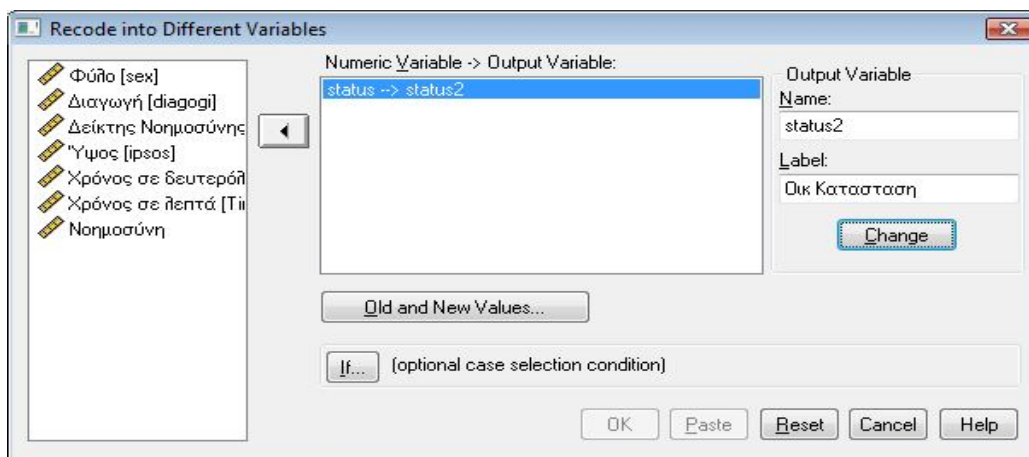 Recode into Different Variables
Φύλο [sex]
Διαγωγή [diagogi]
Δείκτης Νοημοσύνης
Ύψος [ipsos]
Χρόνος σε δευτερόλ
Χρόνος σε λεπτά [Tir
Νοημοσύνη
Numeric Variable -> Output Variable:
status --> status2
Output Variable
Name:
status2
Label:
Οικ Κατασταση
Change
Old and New Values...
If... (optional case selection condition)
OK Paste Reset Cancel Help